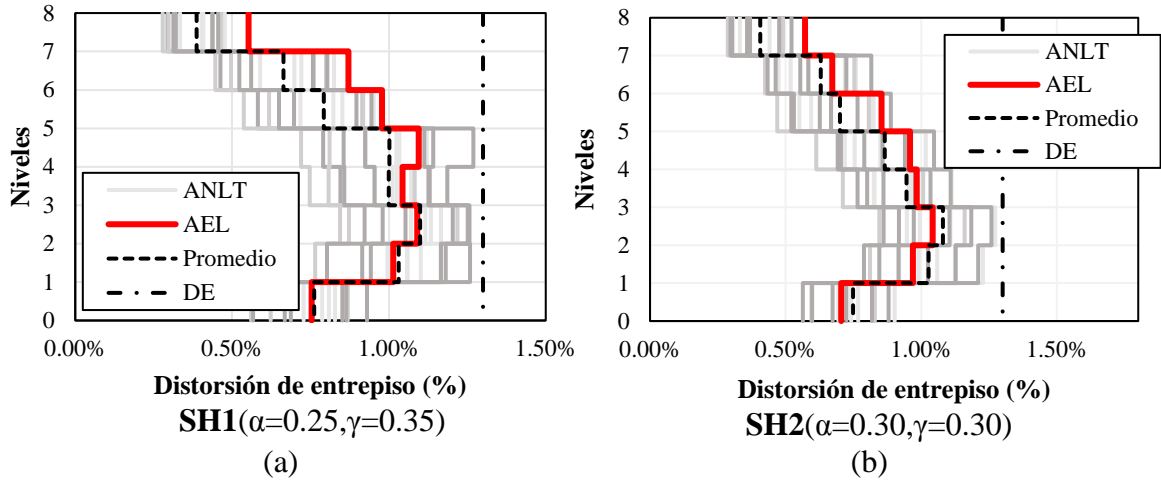 8
7
6
5
4
3
2
1
0
Niveles
ANLT
AEL
Promedio
DE
0.00% 0.50% 1.00% 1.50%
Distorsión de entrepiso (%)
SH1(α=0.25,γ=0.35)
(a)
8
7
6
5
4
3
2
1
0
Niveles
ANLT
AEL
Promedio
DE
0.00% 0.50% 1.00% 1.50%
Distorsión de entrepiso (%)
SH2(α=0.30,γ=0.30)
(b)